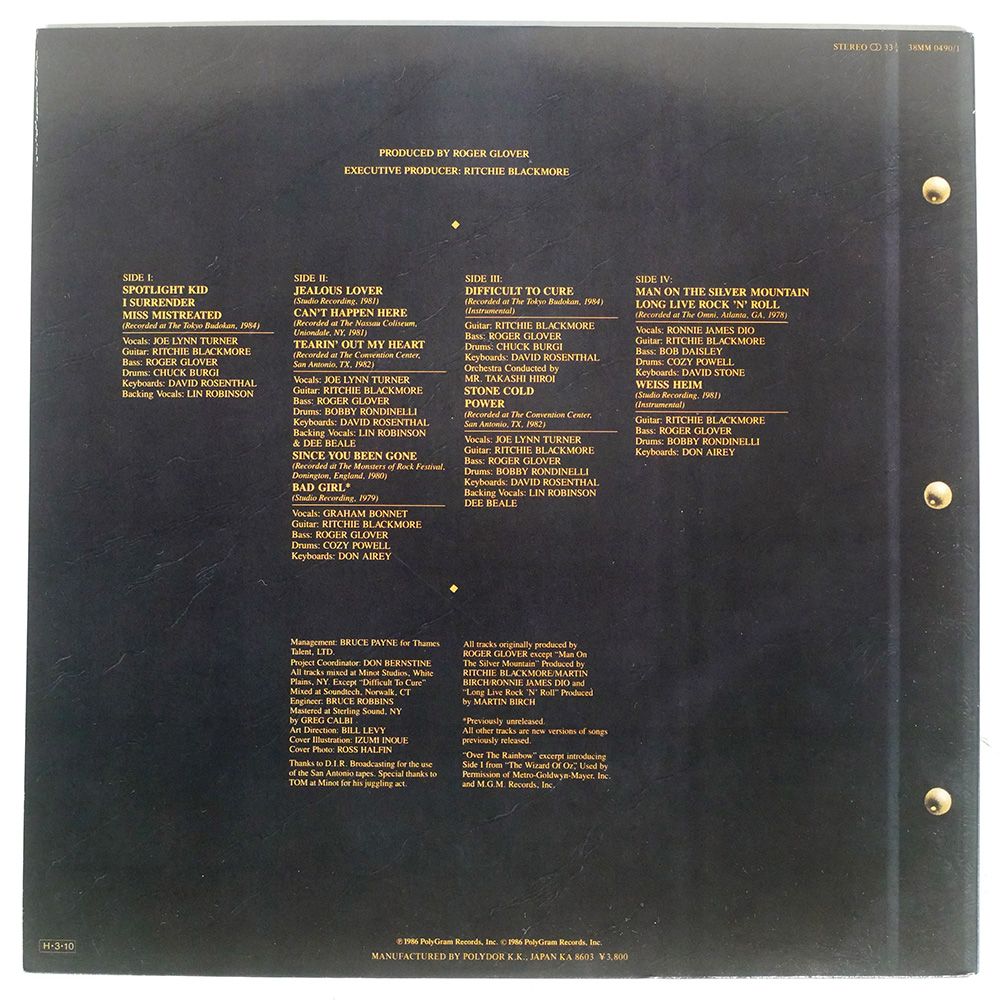 STEREO 33⅓ 38MM 0490/1
PRODUCED BY ROGER GLOVER
EXECUTIVE PRODUCER: RITCHIE BLACKMORE
SIDE I:
SPOTLIGHT KID
I SURRENDER
MISS MISTREATED
(Recorded at The Tokyo Budokan, 1984)
Vocals: JOE LYNN TURNER
Guitar: RITCHIE BLACKMORE
Bass: ROGER GLOVER
Drums: CHUCK BURGI
Keyboards: DAVID ROSENTHAL
Backing Vocals: LIN ROBINSON
SIDE II:
JEALOUS LOVER
(Studio Recording, 1981)
CAN'T HAPPEN HERE
(Recorded at The Nassau Coliseum,
Uniondale, NY, 1981)
TEARIN' OUT MY HEART
(Recorded at The Convention Center,
San Antonio, TX, 1982)
Vocals: JOE LYNN TURNER
Guitar: RITCHIE BLACKMORE
Bass: ROGER GLOVER
Drums: BOBBY RONDINELLI
Keyboards: DAVID ROSENTHAL
Backing Vocals: LIN ROBINSON
& DEE BEALE
SINCE YOU BEEN GONE
(Recorded at The Monsters of Rock Festival,
Donington, England, 1980)
BAD GIRL*
(Studio Recording, 1979)
Vocals: GRAHAM BONNET
Guitar: RITCHIE BLACKMORE
Bass: ROGER GLOVER
Drums: COZY POWELL
Keyboards: DON AIREY
SIDE III:
DIFFICULT TO CURE
(Recorded at The Tokyo Budokan, 1984)
(Instrumental)
Guitar: RITCHIE BLACKMORE
Bass: ROGER GLOVER
Drums: CHUCK BURGI
Keyboards: DAVID ROSENTHAL
Orchestra Conducted by
MR. TAKASHI HIROI
STONE COLD
POWER
(Recorded at The Convention Center,
San Antonio, TX, 1982)
Vocals: JOE LYNN TURNER
Guitar: RITCHIE BLACKMORE
Bass: ROGER GLOVER
Drums: BOBBY RONDINELLI
Keyboards: DAVID ROSENTHAL
Backing Vocals: LIN ROBINSON
DEE BEALE
SIDE IV:
MAN ON THE SILVER MOUNTAIN
LONG LIVE ROCK 'N' ROLL
(Recorded at The Omni, Atlanta, GA, 1978)
Vocals: RONNIE JAMES DIO
Guitar: RITCHIE BLACKMORE
Bass: BOB DAISLEY
Drums: COZY POWELL
Keyboards: DAVID STONE
WEISS HEIM
(Studio Recording, 1981)
(Instrumental)
Guitar: RITCHIE BLACKMORE
Bass: ROGER GLOVER
Drums: BOBBY RONDINELLI
Keyboards: DON AIREY
Management: BRUCE PAYNE for Thames
Talent, LTD.
Project Coordinator: DON BERNSTINE
All tracks mixed at Minot Studios, White
Plains, NY. Except "Difficult To Cure"
Mixed at Soundtech, Norwalk, CT
Engineer: BRUCE ROBBINS
Mastered at Sterling Sound, NY
by GREG CALBI
Art Direction: BILL LEVY
Cover Illustration: IZUMI INOUE
Cover Photo: ROSS HALFIN
Thanks to D.I.R. Broadcasting for the use
of the San Antonio tapes. Special thanks to
TOM at Minot for his juggling act.
All tracks originally produced by
ROGER GLOVER except "Man On
The Silver Mountain" Produced by
RITCHIE BLACKMORE/MARTIN
BIRCH/RONNIE JAMES DIO and
"Long Live Rock 'N' Roll" Produced
by MARTIN BIRCH
*Previously unreleased.
All other tracks are new versions of songs
previously released.
"Over The Rainbow" excerpt introducing
Side I from "The Wizard Of Oz," Used by
Permission of Metro-Goldwyn-Mayer, Inc.
and M.G.M. Records, Inc.
H・3・10
℗ 1986 PolyGram Records, Inc. © 1986 PolyGram Records, Inc.
MANUFACTURED BY POLYDOR K.K., JAPAN KA 8603 ¥3,800